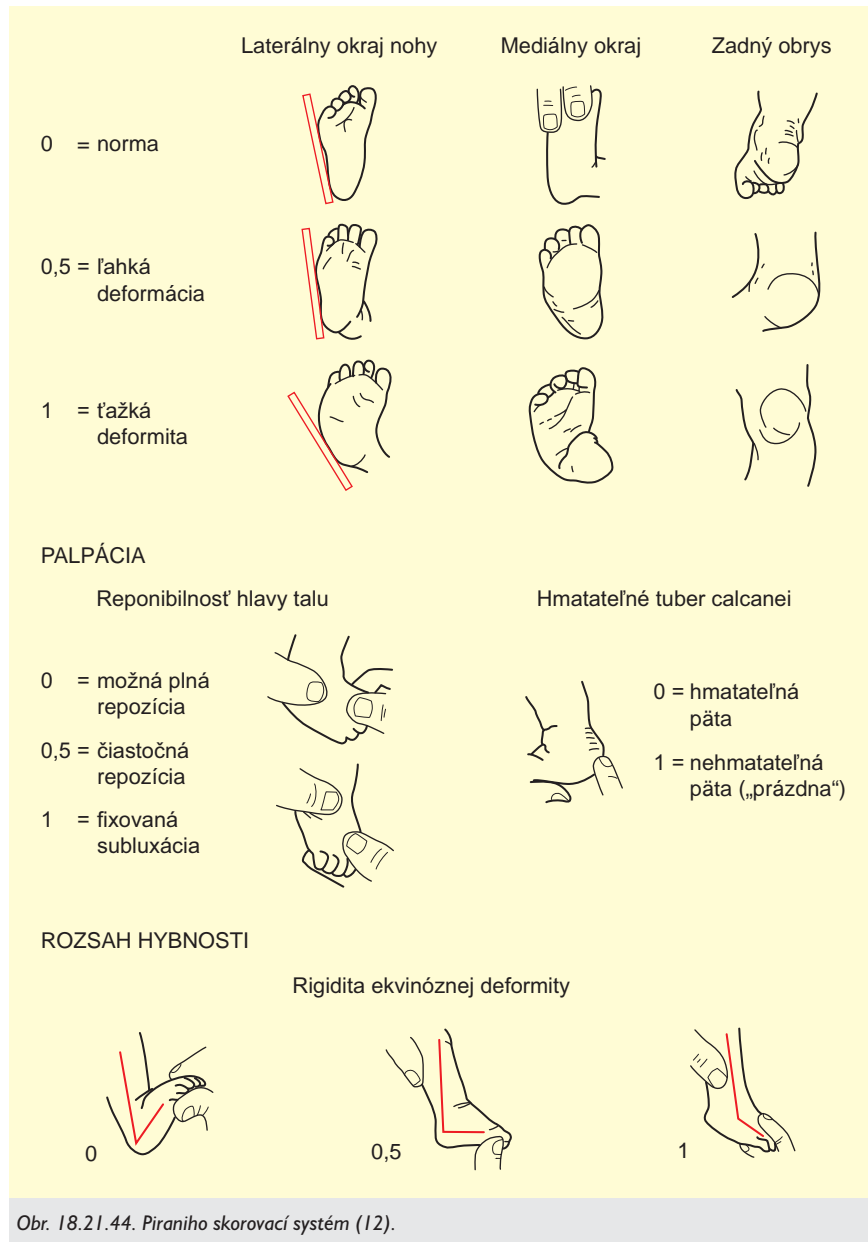 Laterálny okraj nohy Mediálny okraj Zadný obrys
0 = norma
0,5 = ľahká
deformácia
1 = ťažká
deformita
PALPÁCIA
Reponibilnosť hlavy talu Hmatateľné tuber calcanei
0 = možná plná
repozícia
0,5 = čiastočná
repozícia
1 = fixovaná
subluxácia
0 = hmatateľná
päta
1 = nehmatateľná
päta („prázdna“)
ROZSAH HYBNOSTI
Rigidita ekvinóznej deformity
0 0,5 1
Obr. 18.21.44. Piraniho skorovací systém (12).